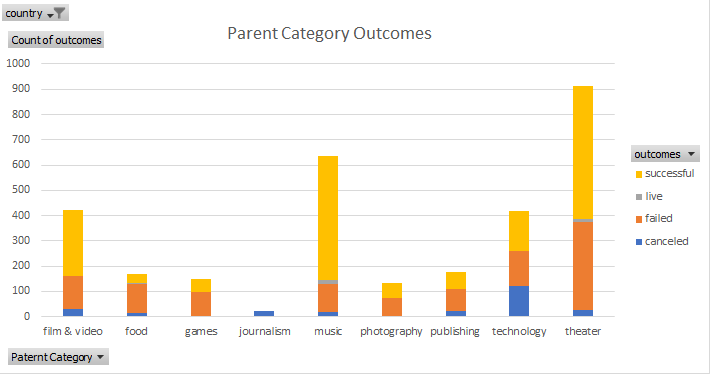 country
Count of outcomes
Parent Category Outcomes
1000
900
800
700
600
500
400
300
200
100
0
film & video food games journalism music photography publishing technology theater
outcomes
successful
live
failed
canceled
Paternt Category